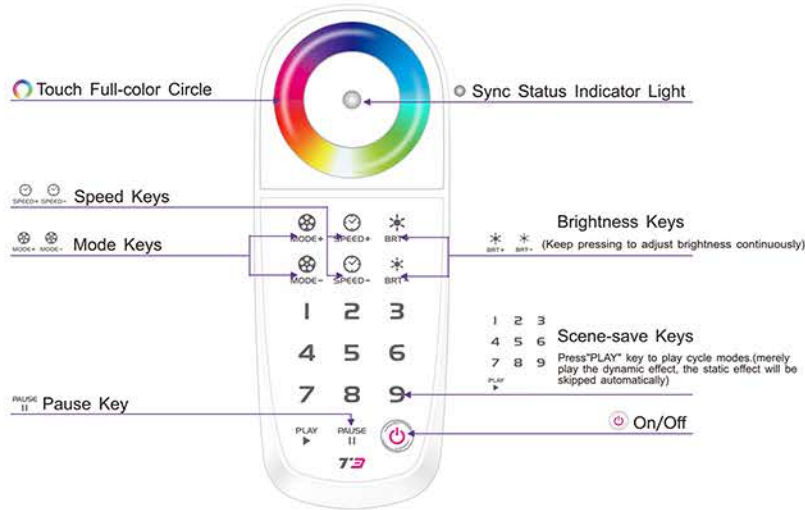 Touch Full-color Circle
Sync Status Indicator Light
SPEED+ SPEED- Speed Keys
MODE+ MODE- Mode Keys
MODE+ SPEED+ BRT+
MODE- SPEED- BRT-
Brightness Keys
BRT+ BRT- (Keep pressing to adjust brightness continuously)
1 2 3
4 5 6
7 8 9
PLAY PAUSE
T3
1 2 3
4 5 6
7 8 9
PLAY
Scene-save Keys
Press"PLAY" key to play cycle modes.(merely
play the dynamic effect, the static effect will be
skipped automatically)
PAUSE Pause Key
On/Off